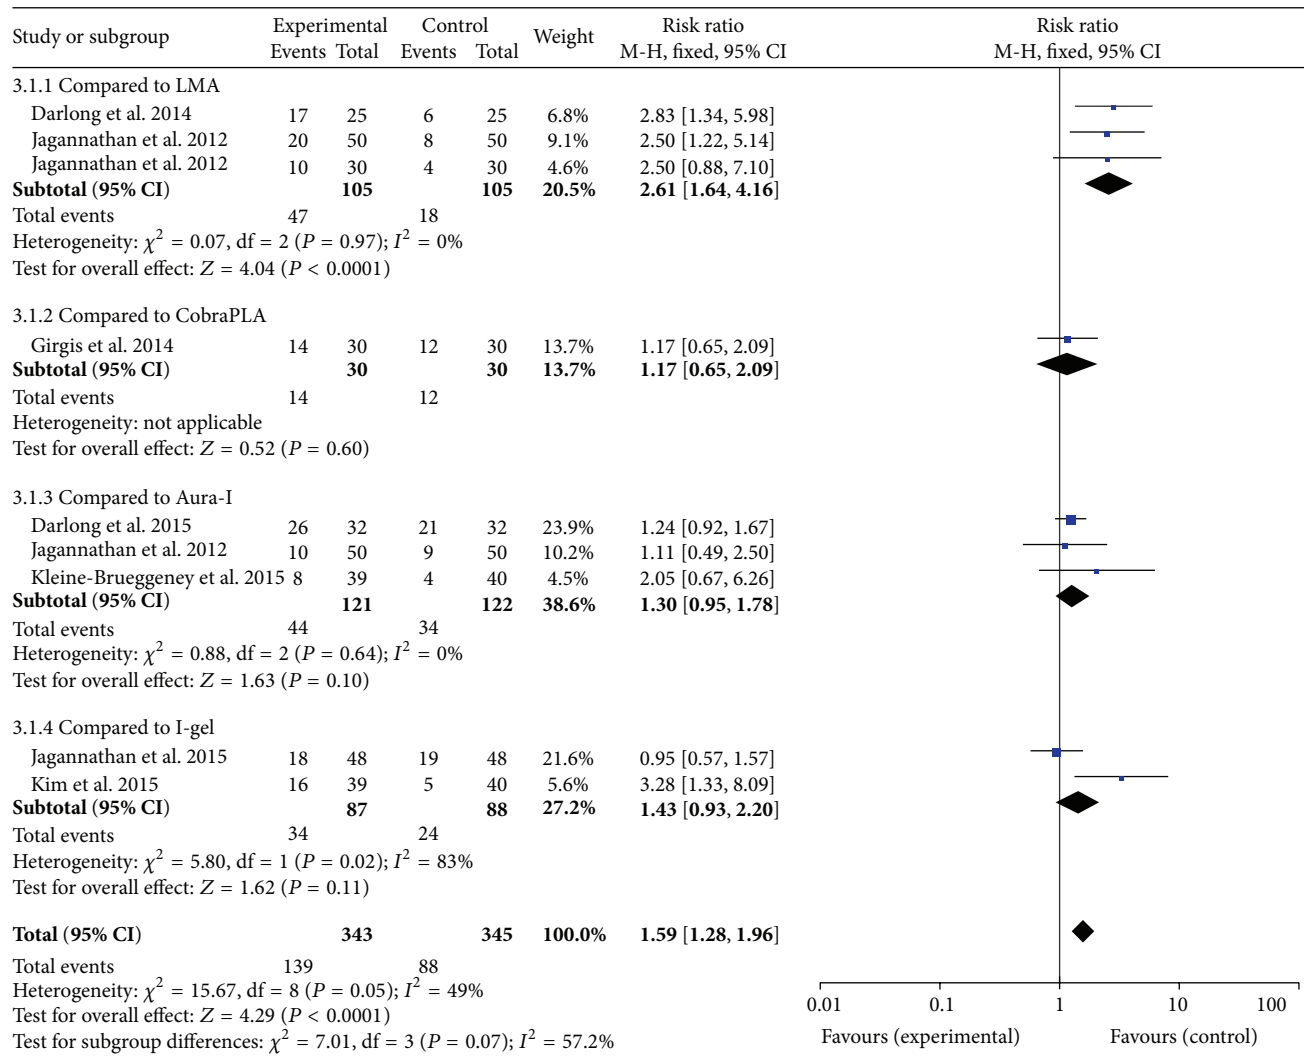 Study or subgroup Experimental Control Weight Risk ratio Risk ratio
Events Total Events Total M-H, fixed, 95% CI M-H, fixed, 95% CI
3.1.1 Compared to LMA
Darlong et al. 2014 17 25 6 25 6.8% 2.83 [1.34, 5.98]
Jagannathan et al. 2012 20 50 8 50 9.1% 2.50 [1.22, 5.14]
Jagannathan et al. 2012 10 30 4 30 4.6% 2.50 [0.88, 7.10]
Subtotal (95% CI) 105 105 20.5% 2.61 [1.64, 4.16]
Total events 47 18
Heterogeneity: χ² = 0.07, df = 2 (P = 0.97); I² = 0%
Test for overall effect: Z = 4.04 (P < 0.0001)
3.1.2 Compared to CobraPLA
Girgis et al. 2014 14 30 12 30 13.7% 1.17 [0.65, 2.09]
Subtotal (95% CI) 30 30 13.7% 1.17 [0.65, 2.09]
Total events 14 12
Heterogeneity: not applicable
Test for overall effect: Z = 0.52 (P = 0.60)
3.1.3 Compared to Aura-I
Darlong et al. 2015 26 32 21 32 23.9% 1.24 [0.92, 1.67]
Jagannathan et al. 2012 10 50 9 50 10.2% 1.11 [0.49, 2.50]
Kleine-Brueggeney et al. 2015 8 39 4 40 4.5% 2.05 [0.67, 6.26]
Subtotal (95% CI) 121 122 38.6% 1.30 [0.95, 1.78]
Total events 44 34
Heterogeneity: χ² = 0.88, df = 2 (P = 0.64); I² = 0%
Test for overall effect: Z = 1.63 (P = 0.10)
3.1.4 Compared to I-gel
Jagannathan et al. 2015 18 48 19 48 21.6% 0.95 [0.57, 1.57]
Kim et al. 2015 16 39 5 40 5.6% 3.28 [1.33, 8.09]
Subtotal (95% CI) 87 88 27.2% 1.43 [0.93, 2.20]
Total events 34 24
Heterogeneity: χ² = 5.80, df = 1 (P = 0.02); I² = 83%
Test for overall effect: Z = 1.62 (P = 0.11)
Total (95% CI) 343 345 100.0% 1.59 [1.28, 1.96]
Total events 139 88
Heterogeneity: χ² = 15.67, df = 8 (P = 0.05); I² = 49%
Test for overall effect: Z = 4.29 (P < 0.0001)
Test for subgroup differences: χ² = 7.01, df = 3 (P = 0.07); I² = 57.2%
0.01 0.1 1 10 100
Favours (experimental) Favours (control)